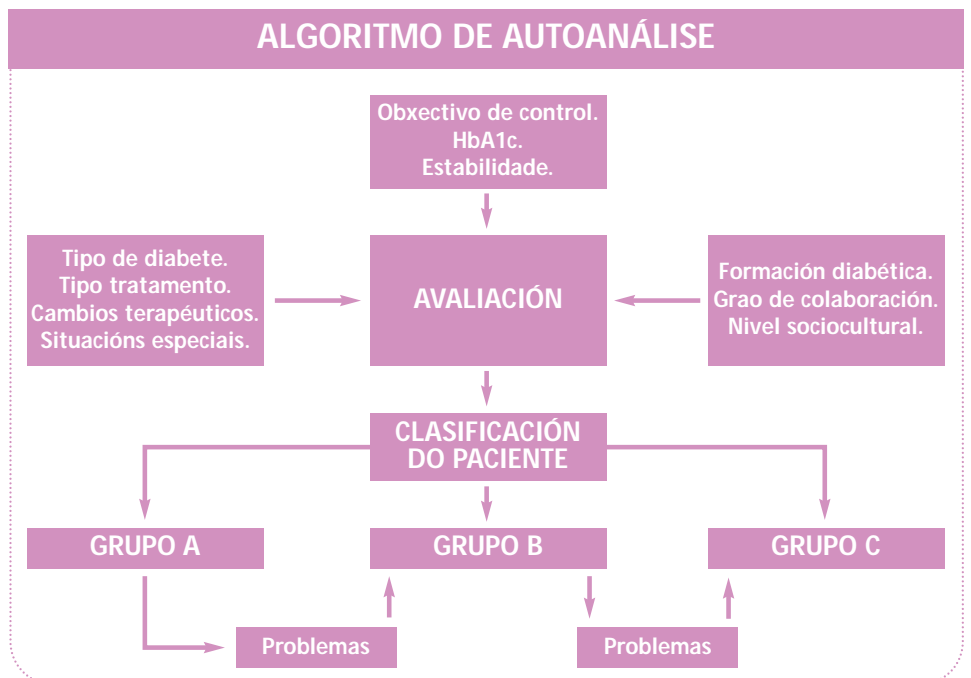 ALGORITMO DE AUTOANÁLISE
Obxectivo de control.
HbA1c.
Estabilidade.
Tipo de diabete.
Tipo tratamento.
Cambios terapéuticos.
Situacións especiais.
AVALIACIÓN
Formación diabética.
Grao de colaboración.
Nivel sociocultural.
CLASIFICACIÓN
DO PACIENTE
GRUPO A
GRUPO B
GRUPO C
Problemas
Problemas